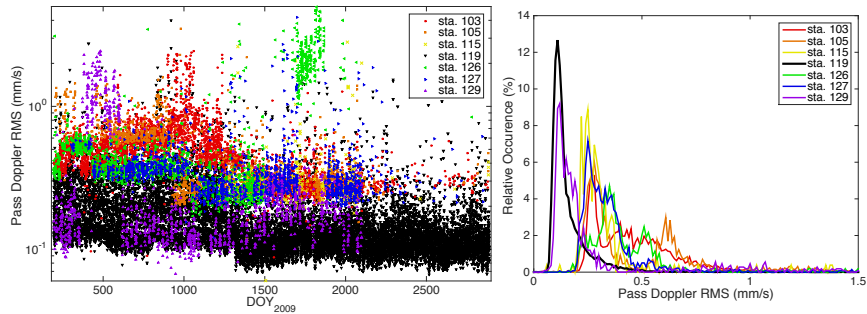 sta. 103
sta. 105
sta. 115
sta. 119
sta. 126
sta. 127
sta. 129
Pass Doppler RMS (mm/s)
10^0
10^-1
500
1000
1500
2000
2500
DOY_2009
sta. 103
sta. 105
sta. 115
sta. 119
sta. 126
sta. 127
sta. 129
Relative Occurence (%)
14
12
10
8
6
4
2
0
0
0.5
1
1.5
Pass Doppler RMS (mm/s)